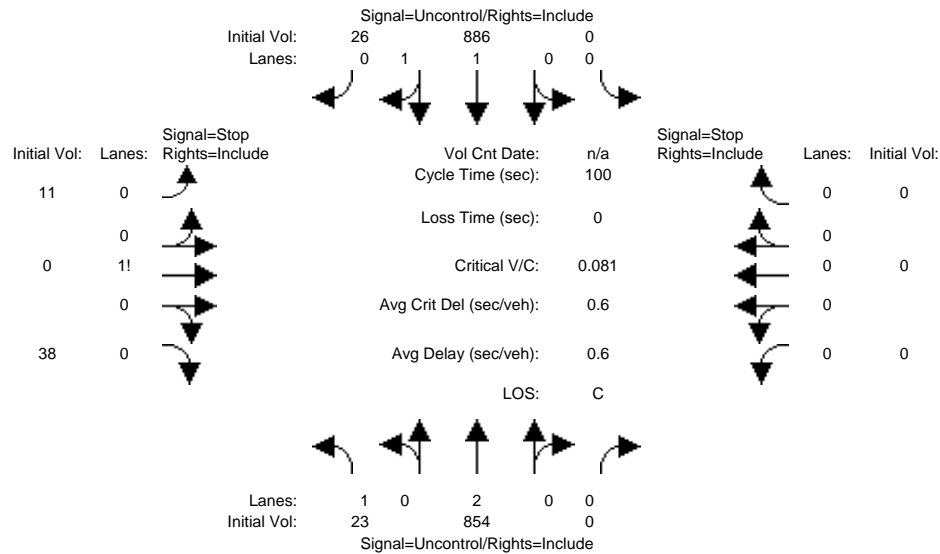 Signal=Uncontrol/Rights=Include
Initial Vol: 26 886 0
Lanes: 0 1 1 0 0
Signal=Stop Signal=Stop
Initial Vol: Lanes: Rights=Include Vol Cnt Date: n/a Rights=Include Lanes: Initial Vol:
Cycle Time (sec): 100
11 0 0 0
Loss Time (sec): 0
0 0
0 1! Critical V/C: 0.081 0 0
0 Avg Crit Del (sec/veh): 0.6 0
38 0 Avg Delay (sec/veh): 0.6 0 0
LOS: C
Lanes: 1 0 2 0 0
Initial Vol: 23 854 0
Signal=Uncontrol/Rights=Include